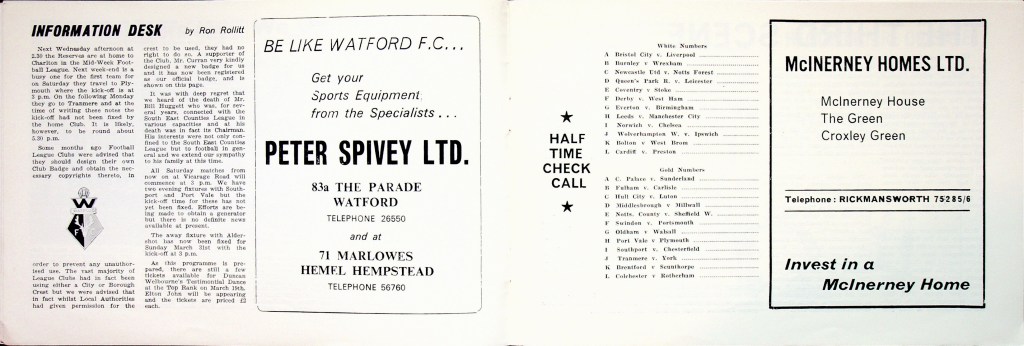 INFORMATION DESK by Ron Rollitt
Next Wednesday afternoon at
2.30 the Reserves are at home to
Charlton in the Mid-Week Foot-
ball League. Next week-end is a
busy one for the first team for
on Saturday they travel to Ply-
mouth where the kick-off is at
3 p.m. On the following Monday
they go to Tranmere and at the
time of writing these notes the
kick-off had not been fixed by
the home Club. It is likely,
however, to be round about
7.30 p.m.
Some months ago Football
League Clubs were advised that
they should design their own
Club Badge and obtain the nec-
essary copyrights thereto, in
W
F
order to prevent any unauthor-
ised use. The vast majority of
League Clubs had in fact been
using either a City or Borough
Crest but we were advised that
in fact whilst Local Authorities
had given permission for the
crest to be used, they had no
right to do so. A supporter of
the Club, Mr. Curran very kindly
designed a new badge for us
and it has now been registered
as our official badge, and is
shown on this page.
It was with deep regret that
we heard of the death of Mr.
Bill Huggett who was, for sev-
eral years, connected with the
South East Counties League in
various capacities and at his
death was in fact its Chairman.
His interests were not only con-
fined to the South East Counties
League but to football in gen-
eral and we extend our sympathy
to his family at this time.
All Saturday matches from
now on at Vicarage Road will
commence at 3 p.m. We have
two evening fixtures with South-
port and Port Vale but the
kick-off time for these has not
yet been fixed. Efforts are be-
ing made to obtain a generator
but there is no definite news
available at present.
The away fixture with Alder-
shot has now been fixed for
Sunday March 31st with the
kick-off at 3 p.m.
As this programme is pre-
pared, there are still a few
tickets available for Duncan
Welbourne's Testimonial Dance
at the Top Rank on March 19th.
Elton John will be appearing
and the tickets are priced £3
each.
BE LIKE WATFORD F.C...
Get your
Sports Equipment,
from the Specialists...
PETER SPIVEY LTD.
83a THE PARADE
WATFORD
TELEPHONE 26550
and at
71 MARLOWES
HEMEL HEMPSTEAD
TELEPHONE 56760
★
HALF
TIME
CHECK
CALL
★
White Numbers
A Bristol City v. Liverpool
B Burnley v Wrexham
C Newcastle Utd v. Notts Forest
D Queen's Park R. v. Leicester
E Coventry v Stoke
F Derby v. West Ham
G Everton v. Birmingham
H Leeds v. Manchester City
I Norwich v. Chelsea
J Wolverhampton W. v. Ipswich
K Bolton v West Brom
L Cardiff v. Preston
Gold Numbers
A C. Palace v. Sunderland
B Fulham v. Carlisle
C Hull City v. Luton
D Middlesbrough v Millwall
E Notts. County v. Sheffield W.
F Swindon v. Portsmouth
G Oldham v Walsall
H Port Vale v Plymouth
I Southport v. Chesterfield
J Tranmere v. York
K Brentford v Scunthorpe
L Colchester v Rotherham
McINERNEY HOMES LTD.
McInerney House
The Green
Croxley Green
Telephone : RICKMANSWORTH 75285/6
Invest in a
McInerney Home